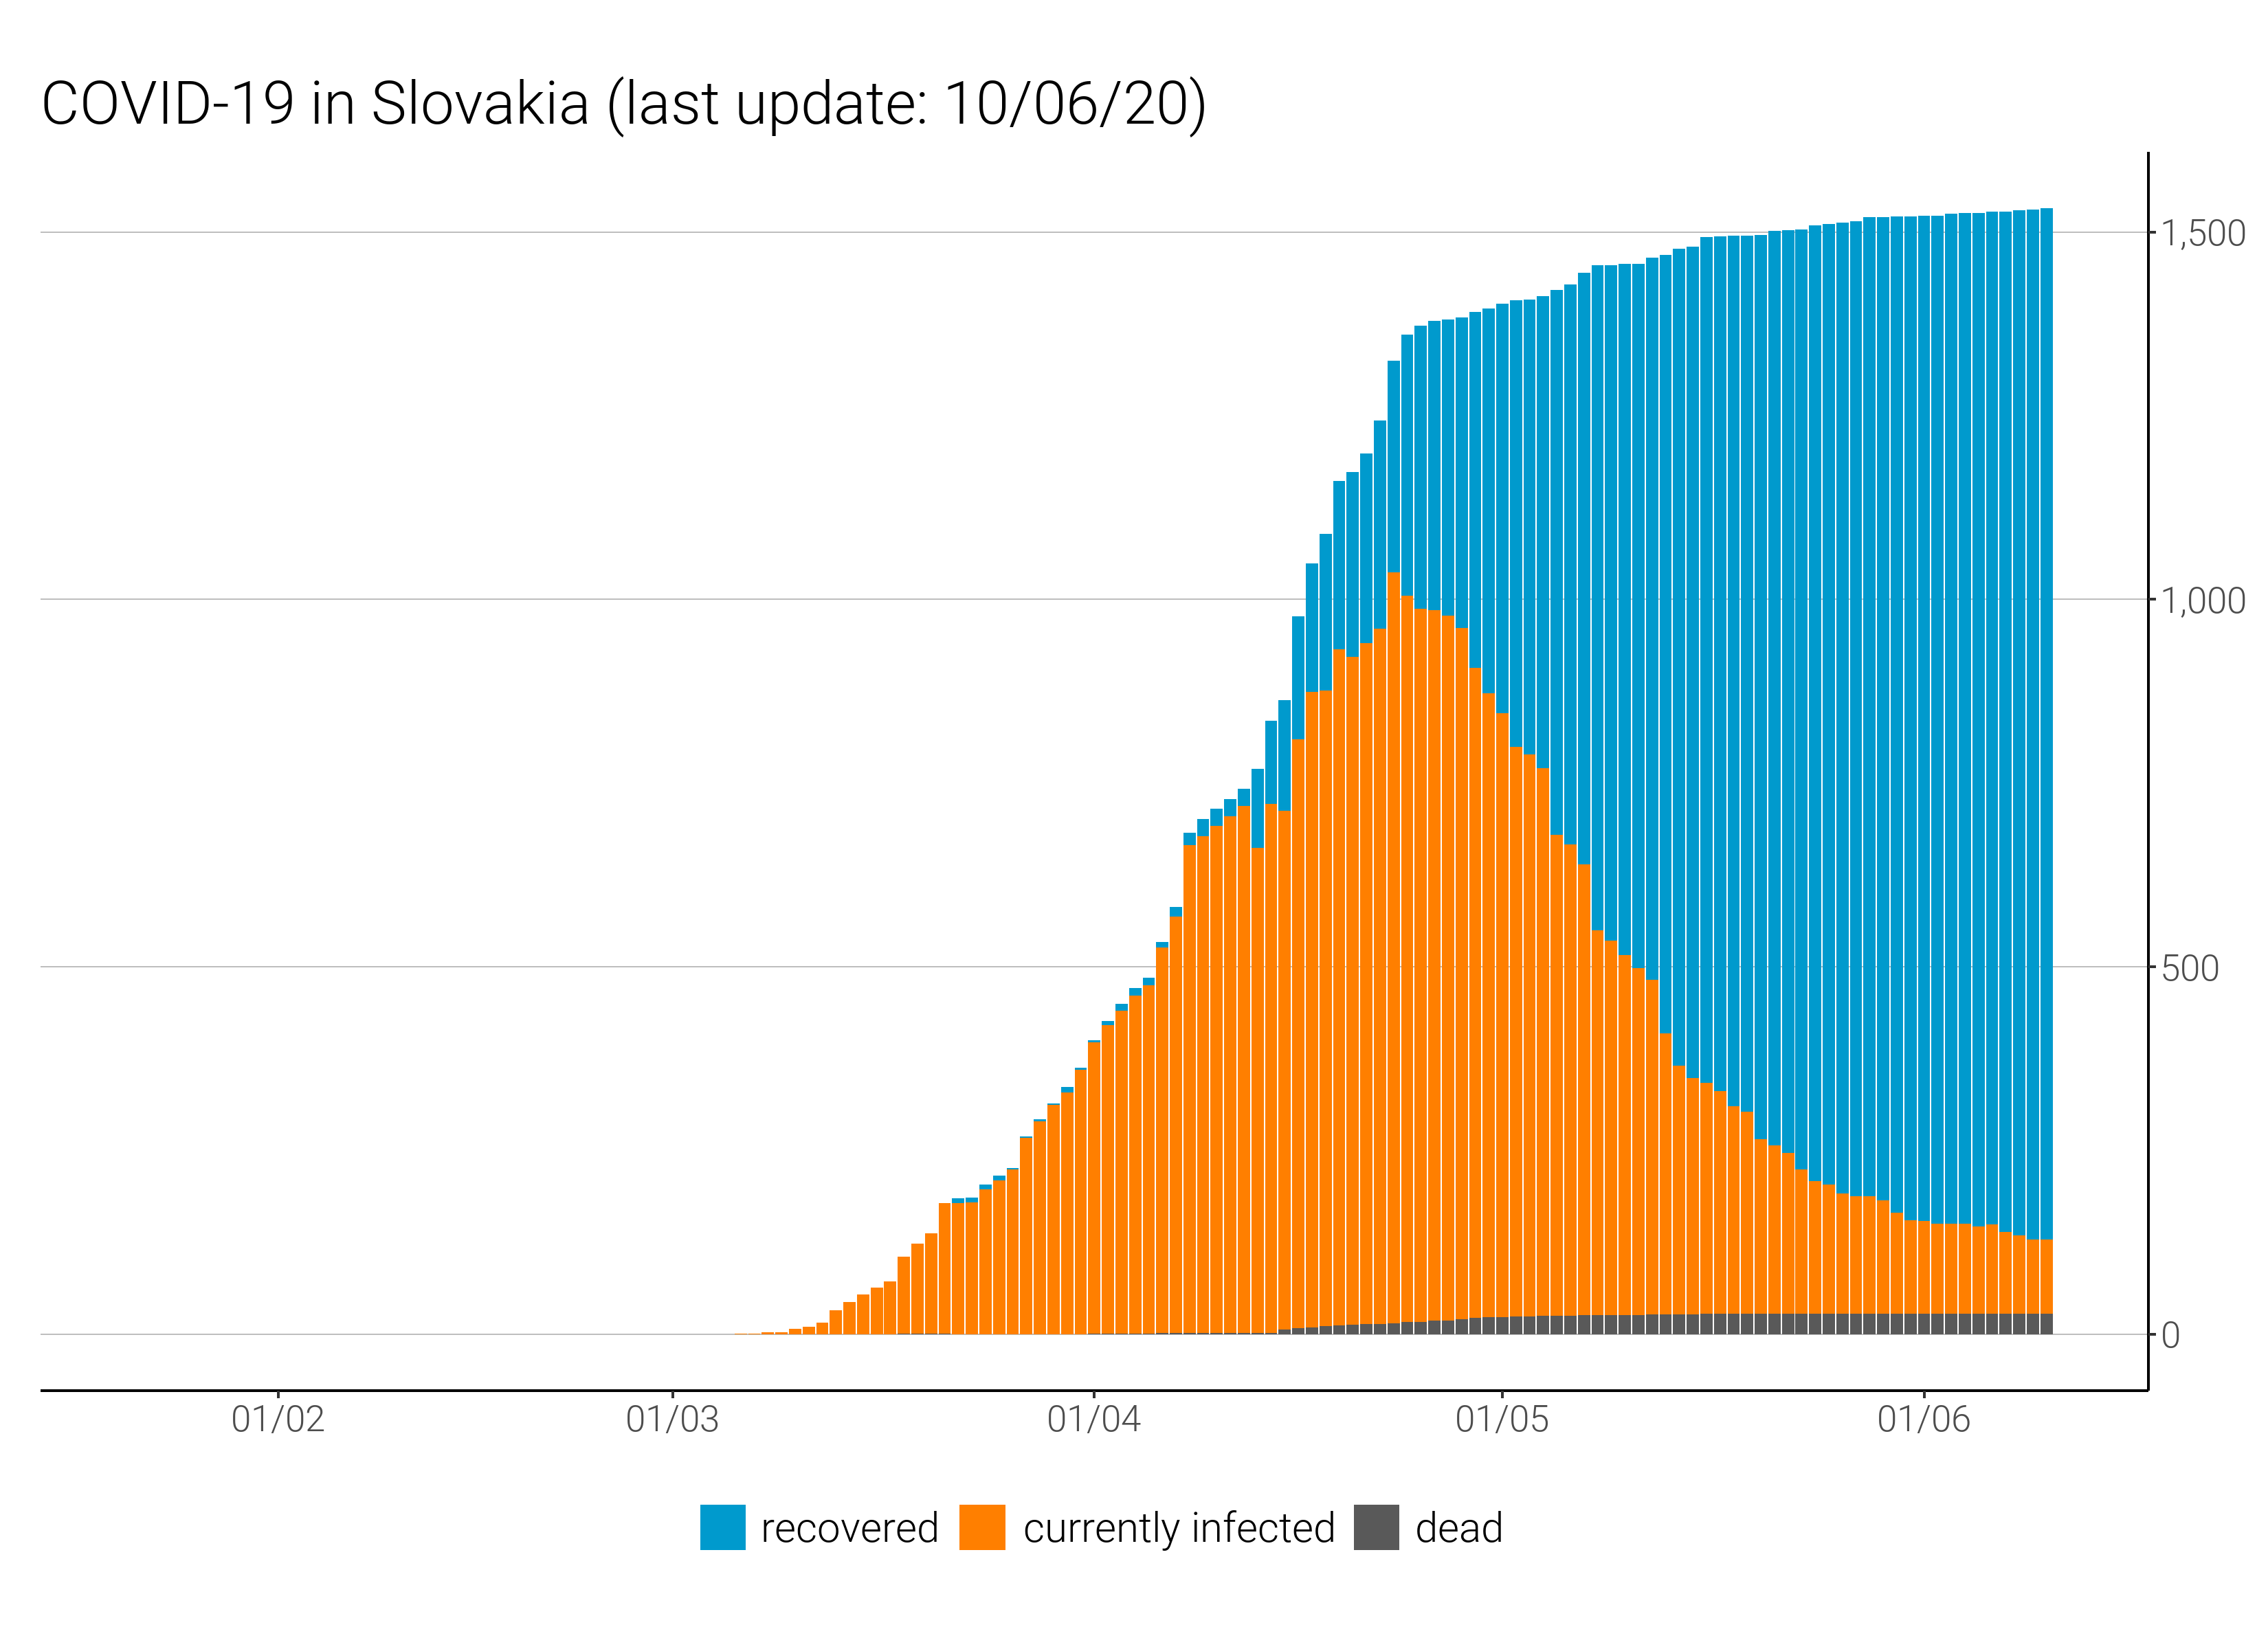 COVID-19 in Slovakia (last update: 10/06/20)
1,500
1,000
500
0
01/02 01/03 01/04 01/05 01/06
recovered currently infected dead